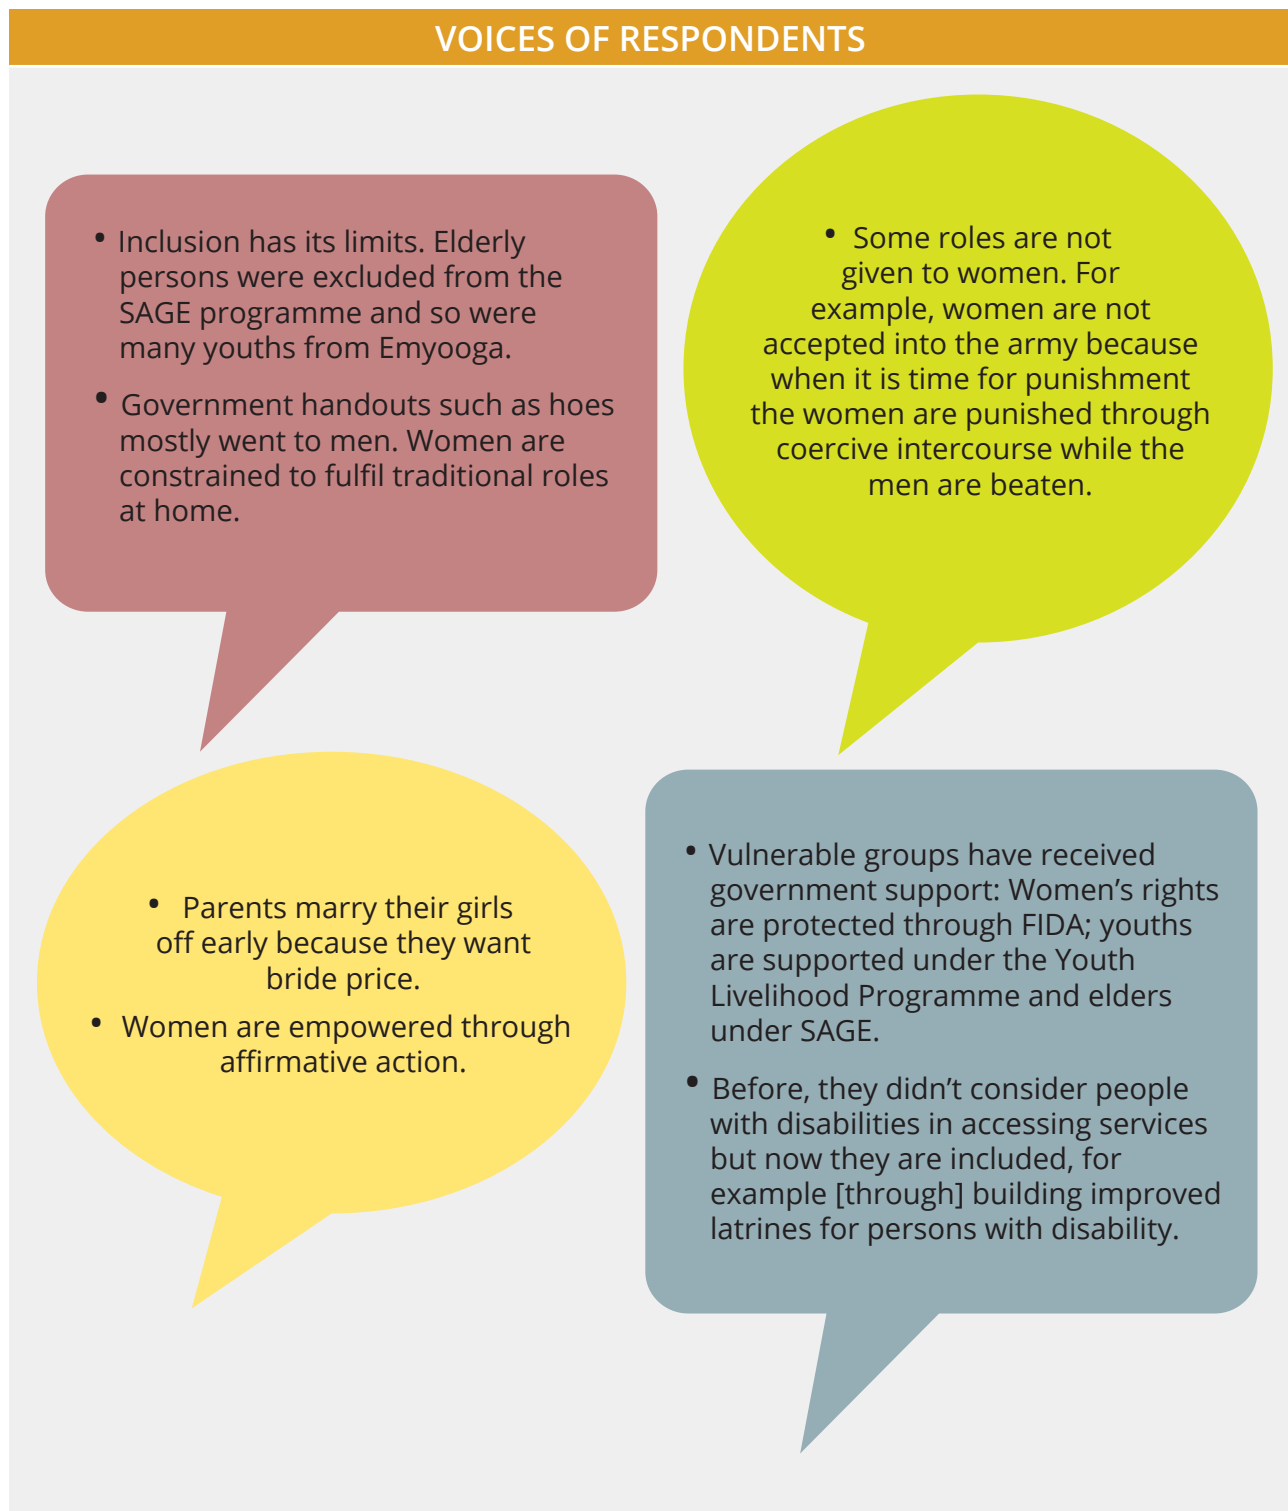 VOICES OF RESPONDENTS
• Inclusion has its limits. Elderly
persons were excluded from the
SAGE programme and so were
many youths from Emyooga.
• Government handouts such as hoes
mostly went to men. Women are
constrained to fulfil traditional roles
at home.
• Some roles are not
given to women. For
example, women are not
accepted into the army because
when it is time for punishment
the women are punished through
coercive intercourse while the
men are beaten.
• Parents marry their girls
off early because they want
bride price.
• Women are empowered through
affirmative action.
• Vulnerable groups have received
government support: Women’s rights
are protected through FIDA; youths
are supported under the Youth
Livelihood Programme and elders
under SAGE.
• Before, they didn’t consider people
with disabilities in accessing services
but now they are included, for
example [through] building improved
latrines for persons with disability.